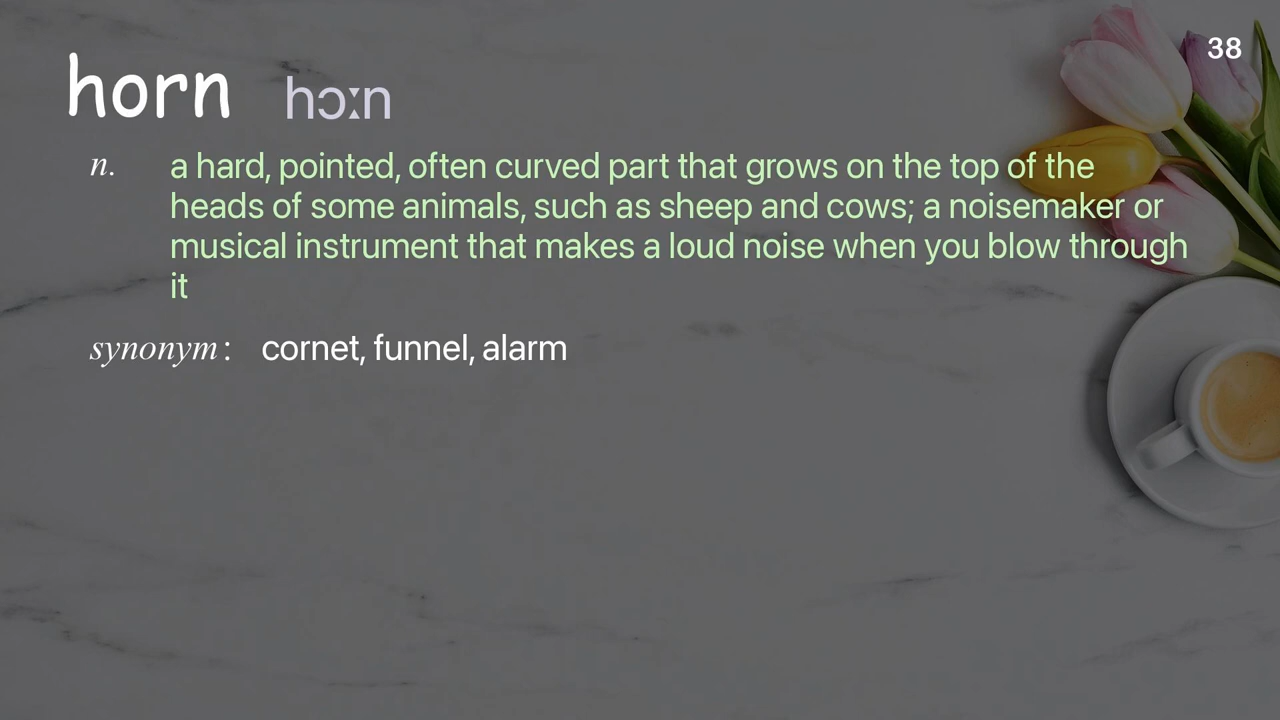 38
horn hɔːn
n. a hard, pointed, often curved part that grows on the top of the
heads of some animals, such as sheep and cows; a noisemaker or
musical instrument that makes a loud noise when you blow through
it
synonym: cornet, funnel, alarm